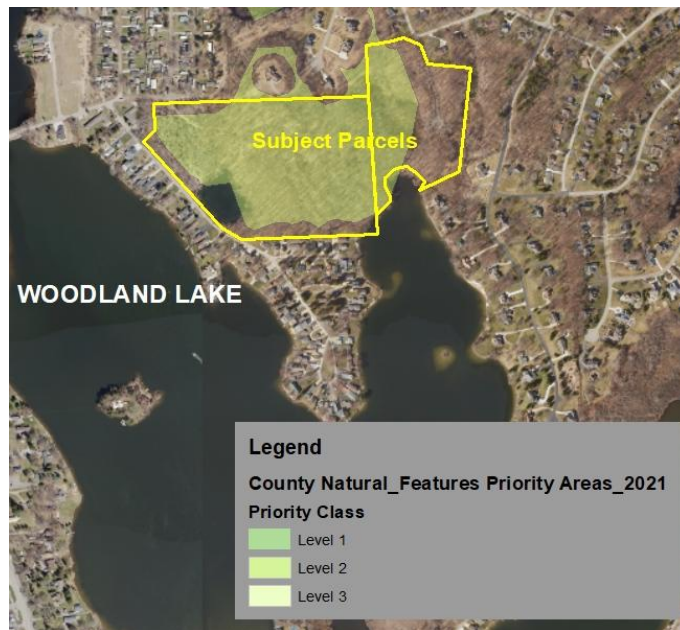 Subject Parcels
WOODLAND LAKE
Legend
County Natural_Features Priority Areas_2021
Priority Class
Level 1
Level 2
Level 3